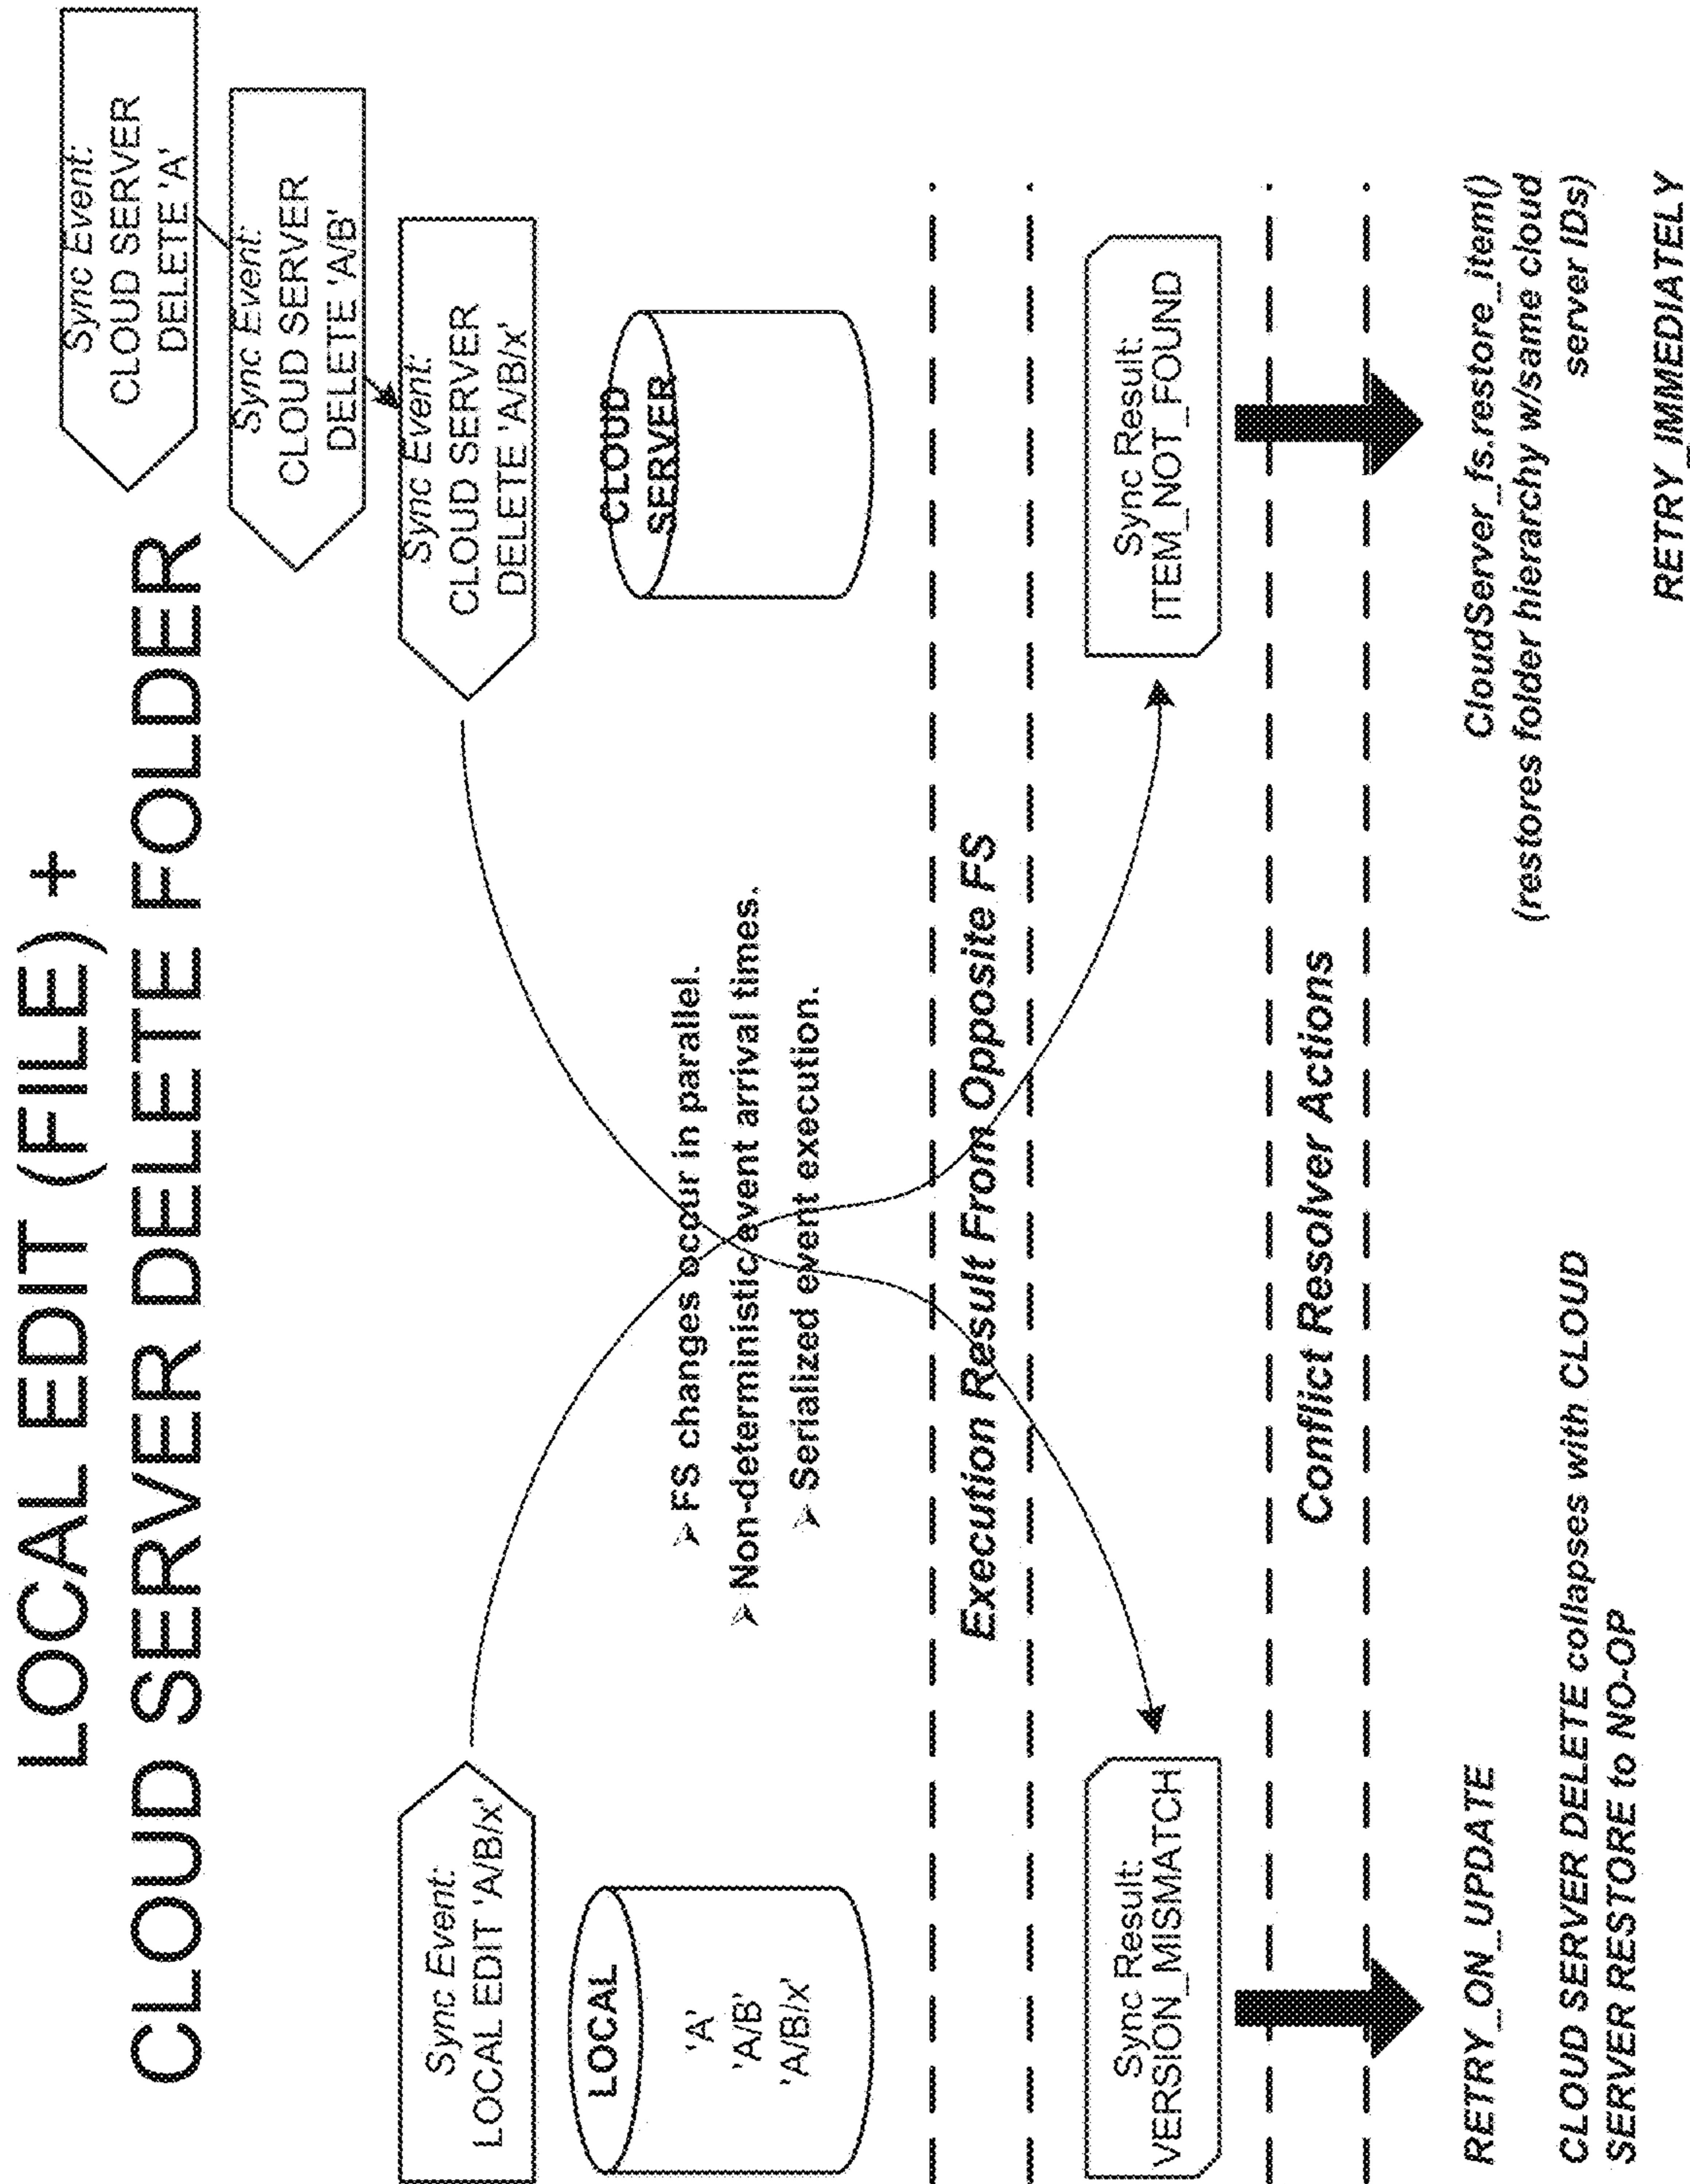 LOCAL EDIT (FILE) +
CLOUD SERVER DELETE FOLDER
Sync Event:
LOCAL EDIT 'A/B/x'
Sync Event:
CLOUD SERVER
DELETE 'A'
Sync Event:
CLOUD SERVER
DELETE 'A/B'
Sync Event:
CLOUD SERVER
DELETE 'A/B/x'
LOCAL
'A'
'A/B'
'A/B/x'
CLOUD
SERVER
➢ FS changes occur in parallel.
➢ Non-deterministic event arrival times.
➢ Serialized event execution.
Execution Result From Opposite FS
Sync Result:
VERSION_MISMATCH
Sync Result:
ITEM_NOT_FOUND
Conflict Resolver Actions
RETRY_ON_UPDATE
CLOUD SERVER DELETE collapses with CLOUD
SERVER RESTORE to NO-OP
CloudServer_fs.restore_item()
(restores folder hierarchy w/same cloud
server IDs)
RETRY_IMMEDIATELY